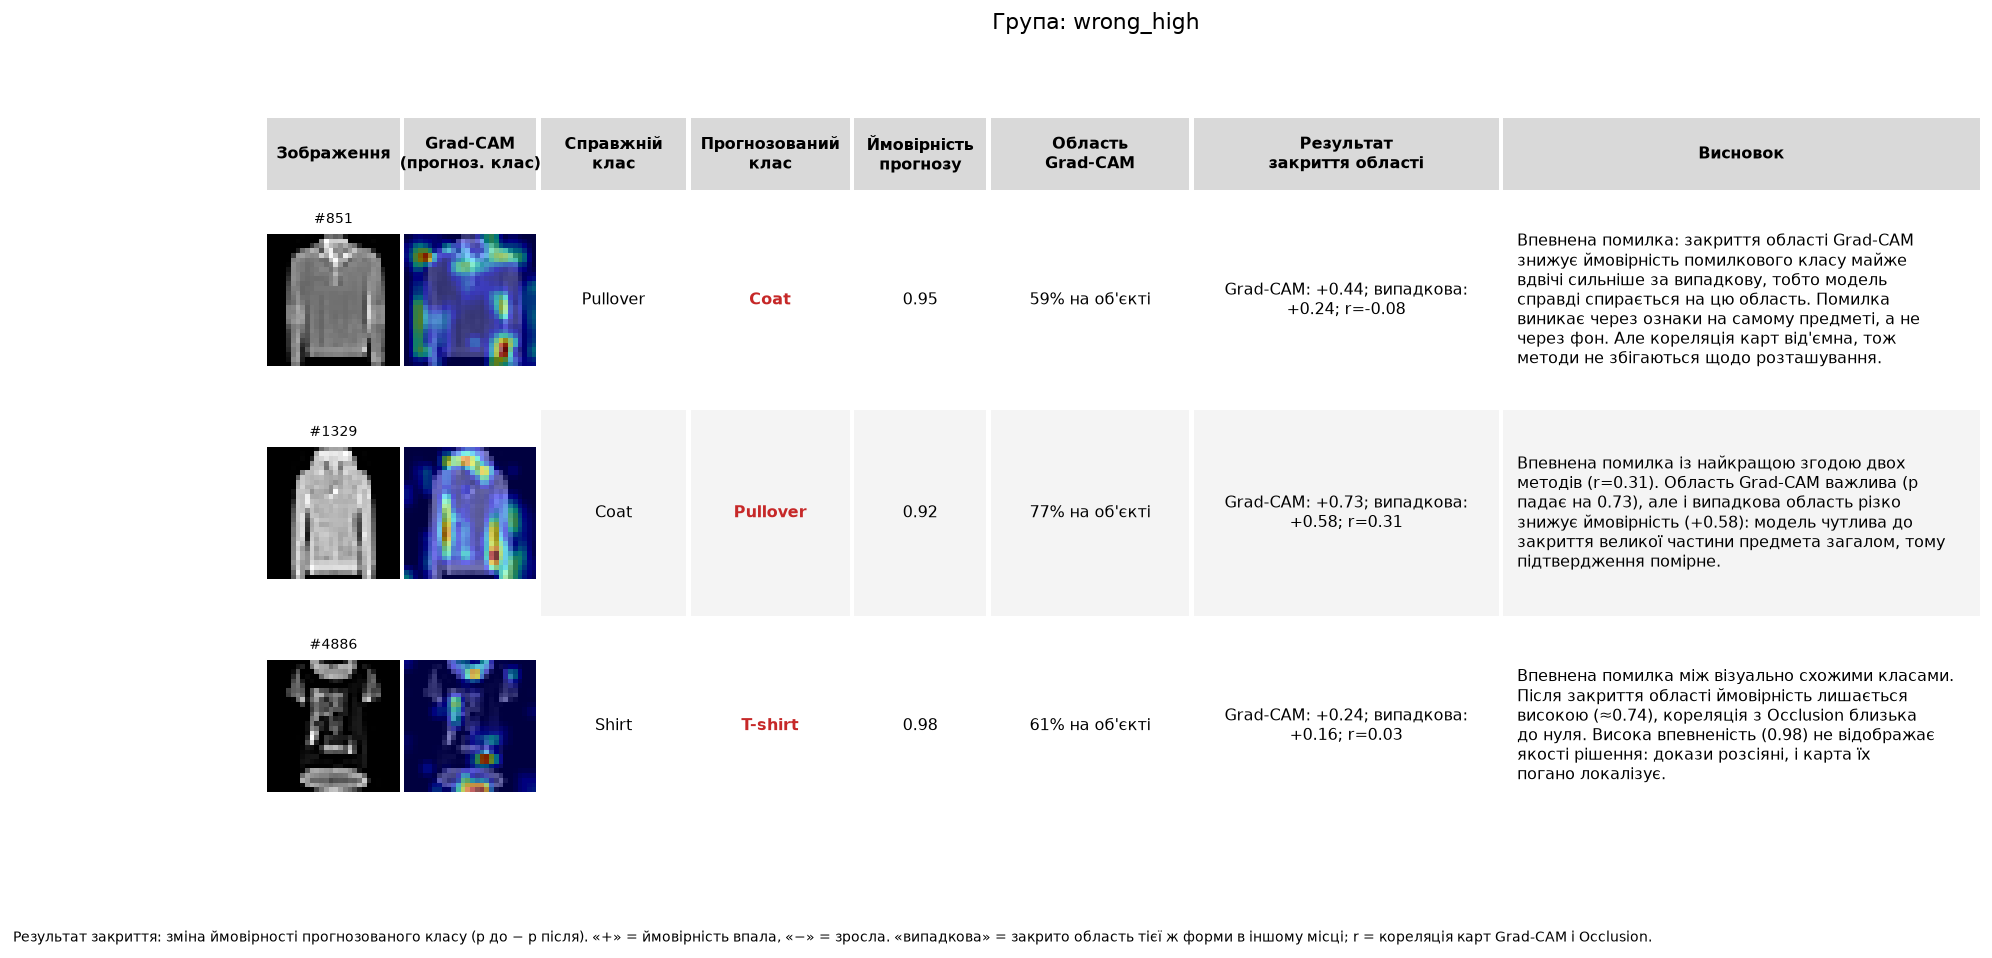 Група: wrong_high
Зображення
Grad-CAM
(прогноз. клас)
Справжній
клас
Прогнозований
клас
Ймовірність
прогнозу
Область
Grad-CAM
Результат
закриття області
Висновок
#851
Pullover
Coat
0.95
59% на об'єкті
Grad-CAM: +0.44; випадкова:
+0.24; r=-0.08
Впевнена помилка: закриття області Grad-CAM
знижує ймовірність помилкового класу майже
вдвічі сильніше за випадкову, тобто модель
справді спирається на цю область. Помилка
виникає через ознаки на самому предметі, а не
через фон. Але кореляція карт від'ємна, тож
методи не збігаються щодо розташування.
#1329
Coat
Pullover
0.92
77% на об'єкті
Grad-CAM: +0.73; випадкова:
+0.58; r=0.31
Впевнена помилка із найкращою згодою двох
методів (r=0.31). Область Grad-CAM важлива (p
падає на 0.73), але і випадкова область різко
знижує ймовірність (+0.58): модель чутлива до
закриття великої частини предмета загалом, тому
підтвердження помірне.
#4886
Shirt
T-shirt
0.98
61% на об'єкті
Grad-CAM: +0.24; випадкова:
+0.16; r=0.03
Впевнена помилка між візуально схожими класами.
Після закриття області ймовірність лишається
високою (≈0.74), кореляція з Occlusion близька
до нуля. Висока впевненість (0.98) не відображає
якості рішення: докази розсіяні, і карта їх
погано локалізує.
Результат закриття: зміна ймовірності прогнозованого класу (p до − p після). «+» = ймовірність впала, «−» = зросла. «випадкова» = закрито область тієї ж форми в іншому місці; r = кореляція карт Grad-CAM і Occlusion.